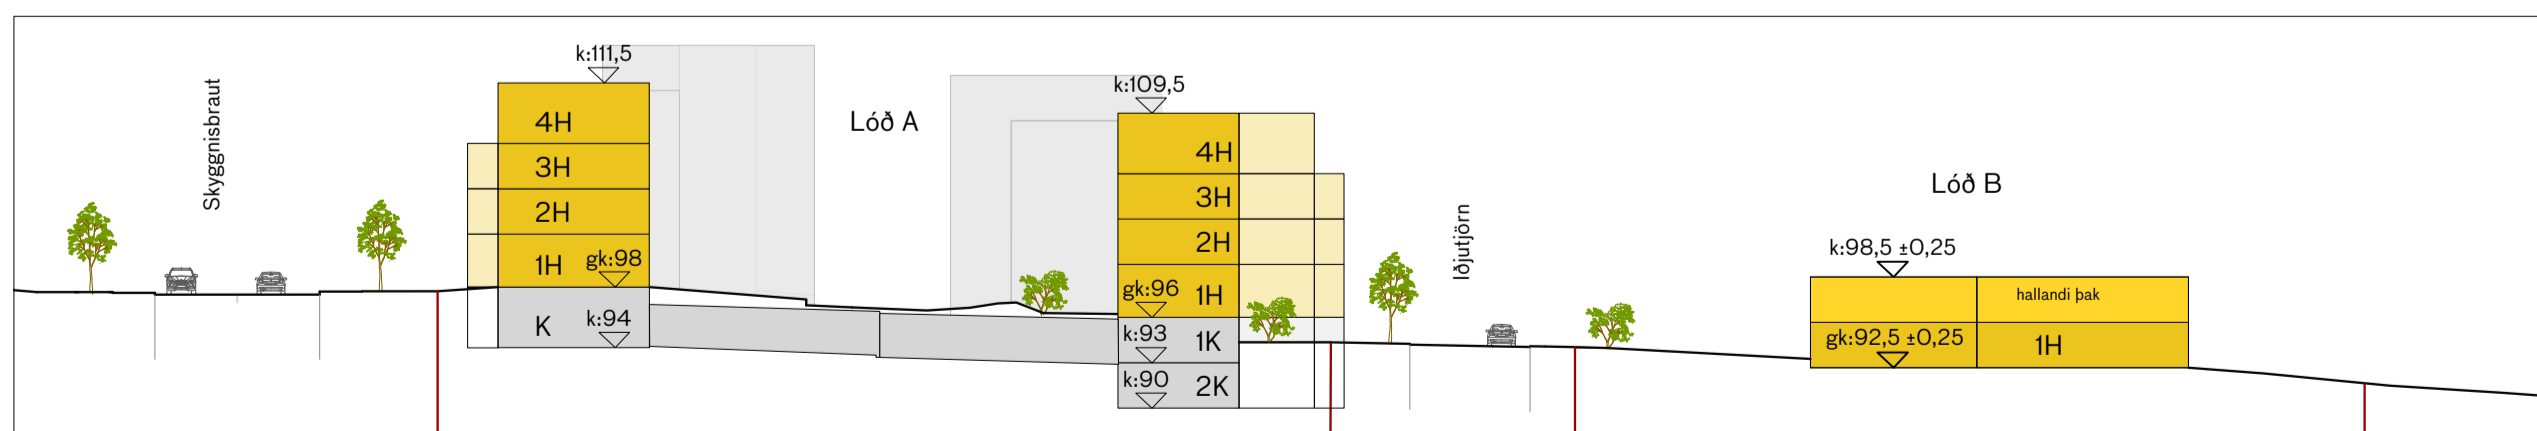 Skyggnisbraut
k:111,5
4H
3H
2H
1H
gk:98
K
k:94
Lóð A
k:109,5
4H
3H
2H
gk:96
1H
k:93
1K
k:90
2K
Iðjutjörn
Lóð B
k:98,5 ±0,25
hallandi þak
gk:92,5 ±0,25
1H